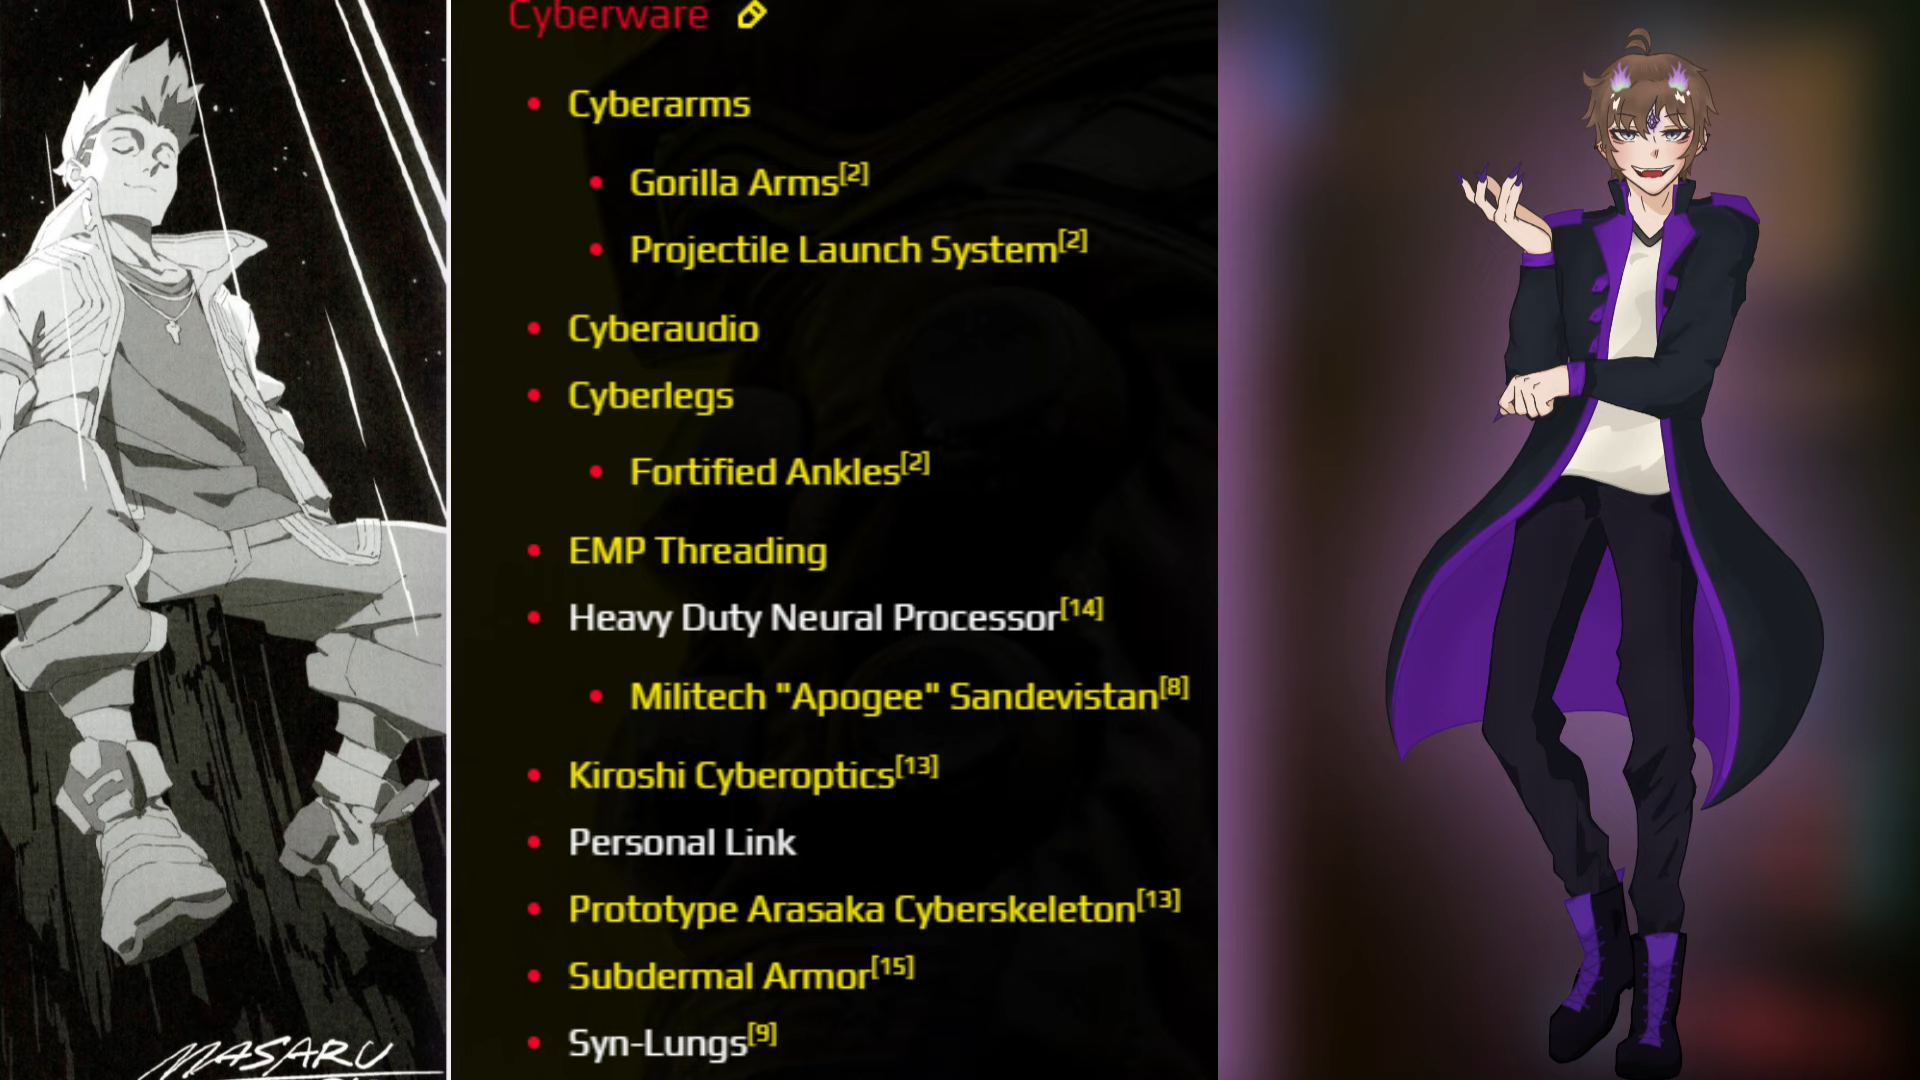 Cyberware
Cyberarms
Gorilla Arms[2]
Projectile Launch System[2]
Cyberaudio
Cyberlegs
Fortified Ankles[2]
EMP Threading
Heavy Duty Neural Processor[14]
Militech "Apogee" Sandevistan[8]
Kiroshi Cyberoptics[13]
Personal Link
Prototype Arasaka Cyberskeleton[13]
Subdermal Armor[15]
Syn-Lungs[9]
MASARU